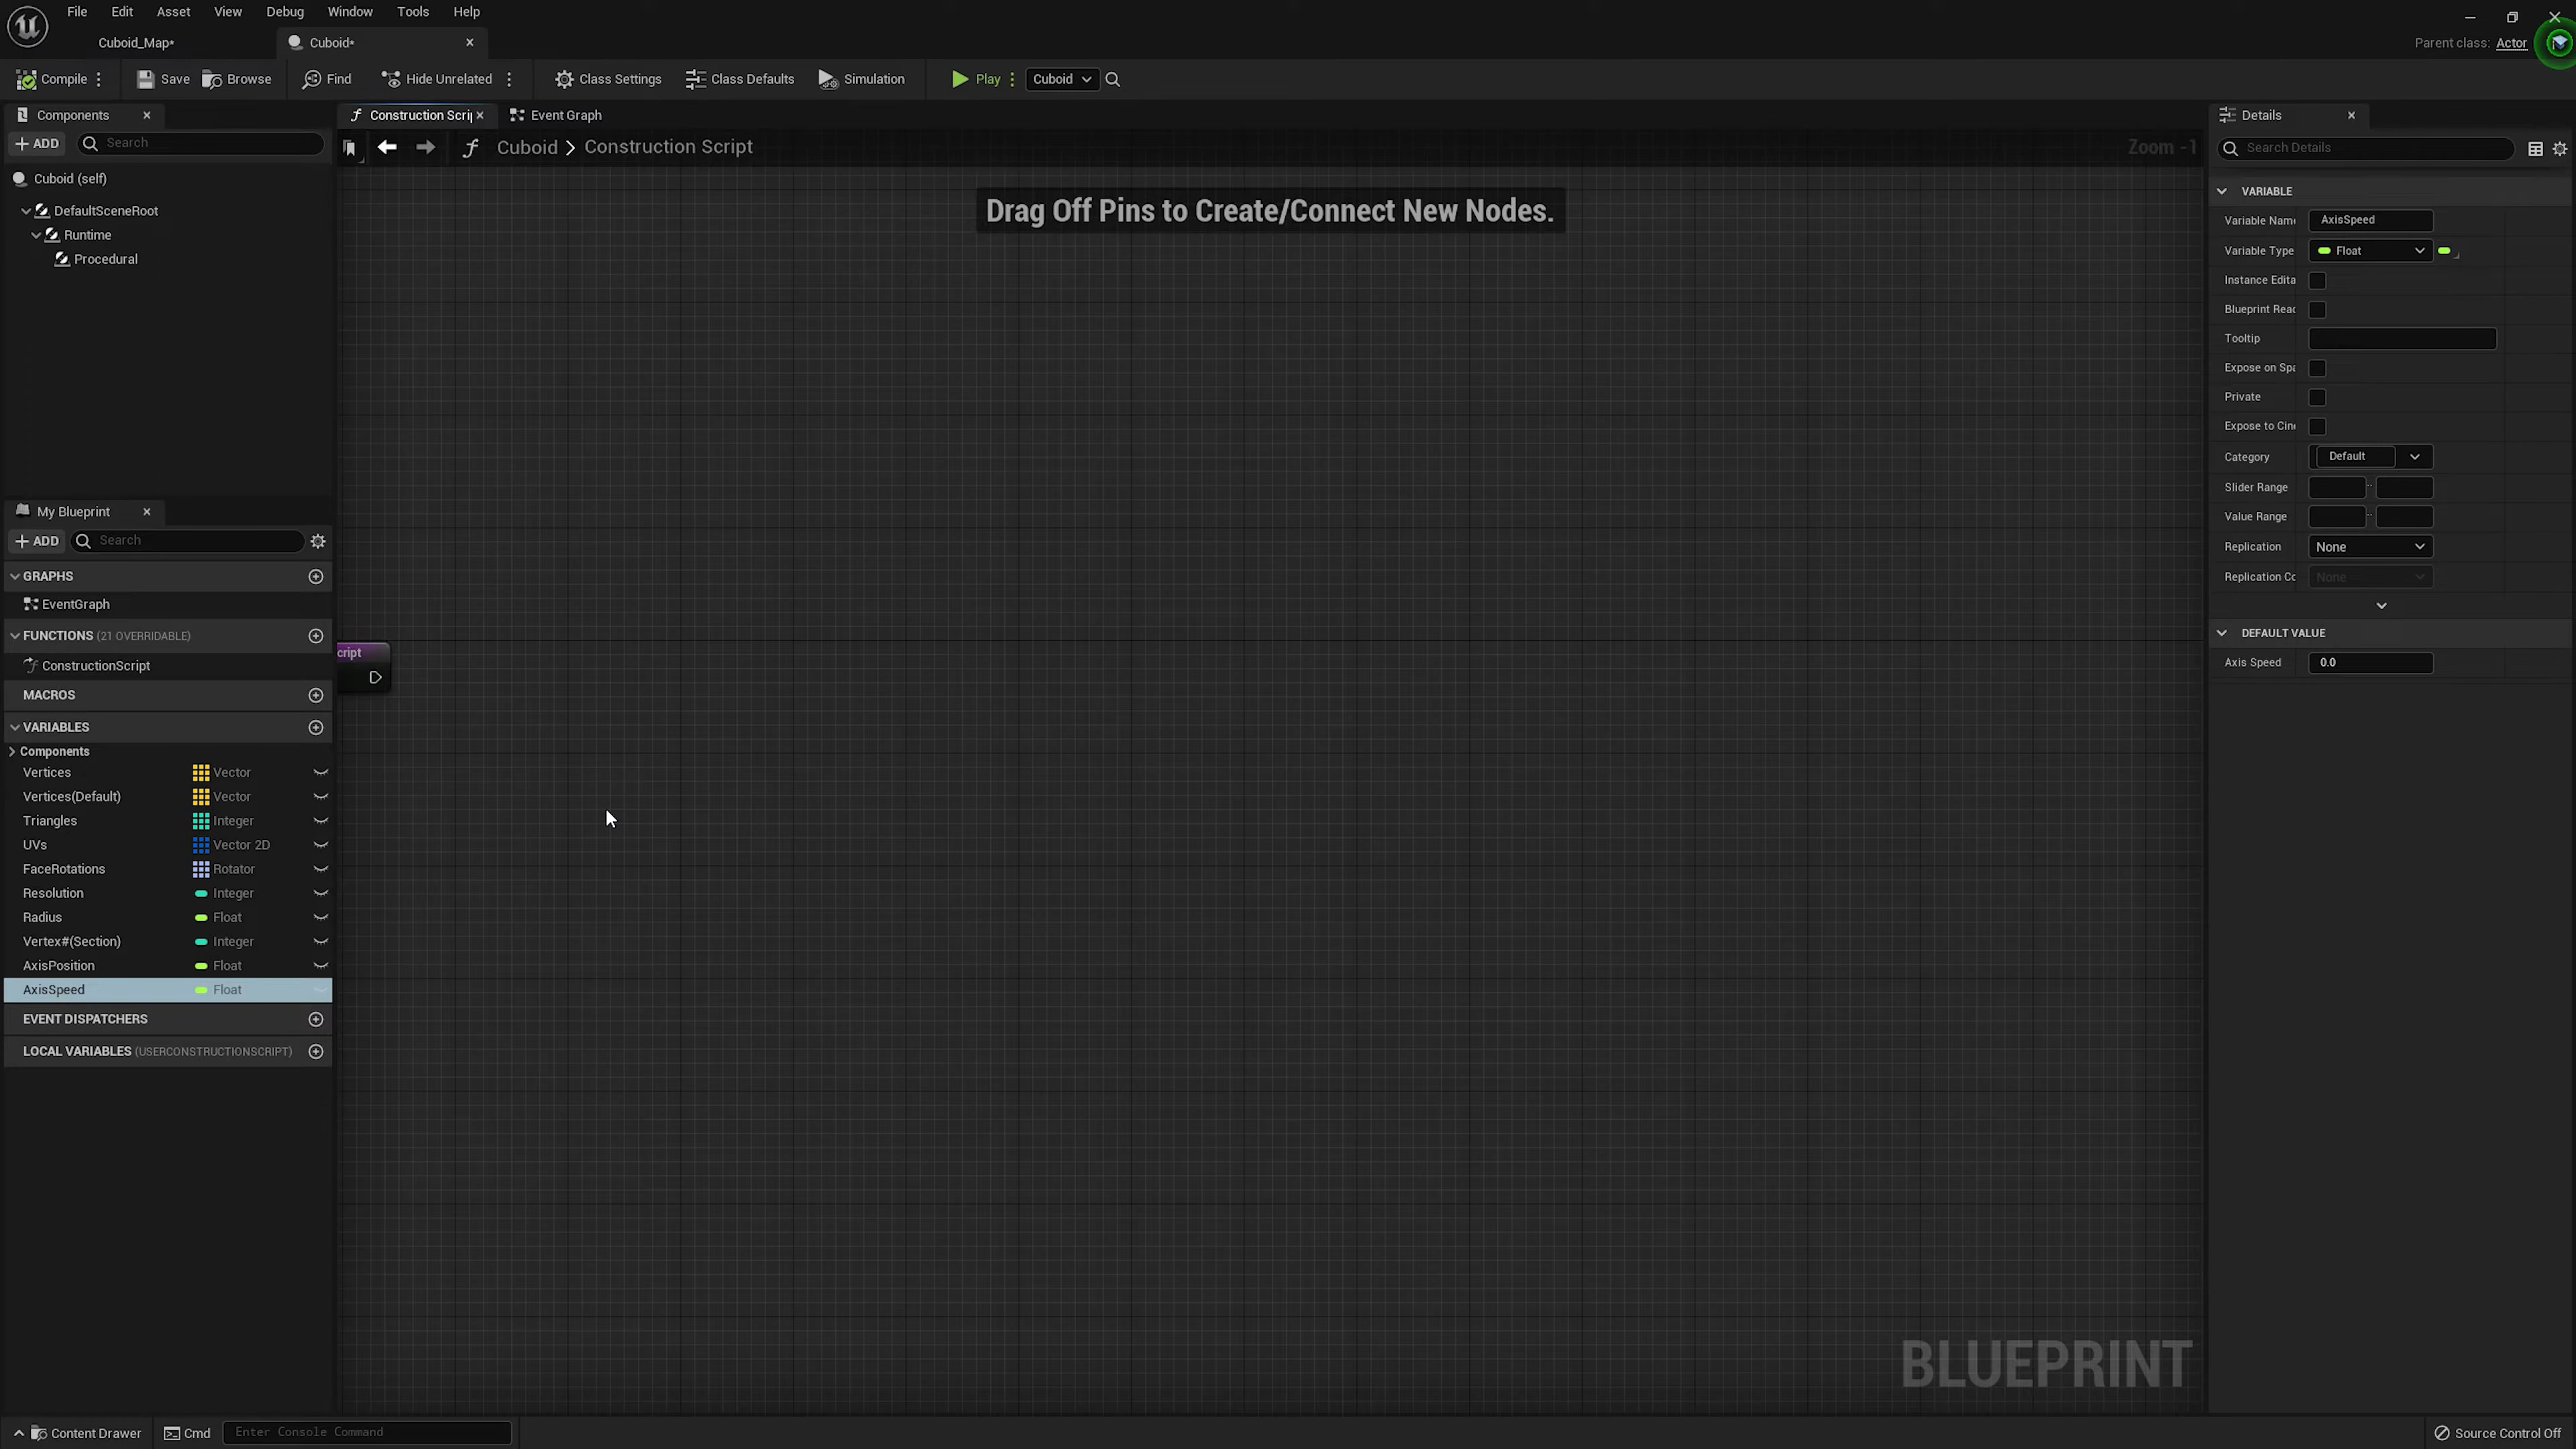 File Edit Asset View Debug Window Tools Help
Cuboid_Map*
Cuboid*
Parent class: Actor
Compile
Save
Browse
Find
Hide Unrelated
Class Settings
Class Defaults
Simulation
Play
Cuboid
Components
ADD
Search
Cuboid (self)
DefaultSceneRoot
Runtime
Procedural
My Blueprint
ADD
Search
GRAPHS
EventGraph
FUNCTIONS (21 OVERRIDABLE)
ConstructionScript
MACROS
VARIABLES
Components
Vertices Vector
Vertices(Default) Vector
Triangles Integer
UVs Vector 2D
FaceRotations Rotator
Resolution Integer
Radius Float
Vertex#(Section) Integer
AxisPosition Float
AxisSpeed Float
EVENT DISPATCHERS
LOCAL VARIABLES (USERCONSTRUCTIONSCRIPT)
Construction Scrip
Event Graph
Cuboid > Construction Script
Zoom -1
Drag Off Pins to Create/Connect New Nodes.
cript
BLUEPRINT
Details
Search Details
VARIABLE
Variable Name AxisSpeed
Variable Type Float
Instance Edita
Blueprint Reac
Tooltip
Expose on Spa
Private
Expose to Cine
Category Default
Slider Range
Value Range
Replication None
Replication Co None
DEFAULT VALUE
Axis Speed 0.0
Content Drawer
Cmd
Enter Console Command
Source Control Off